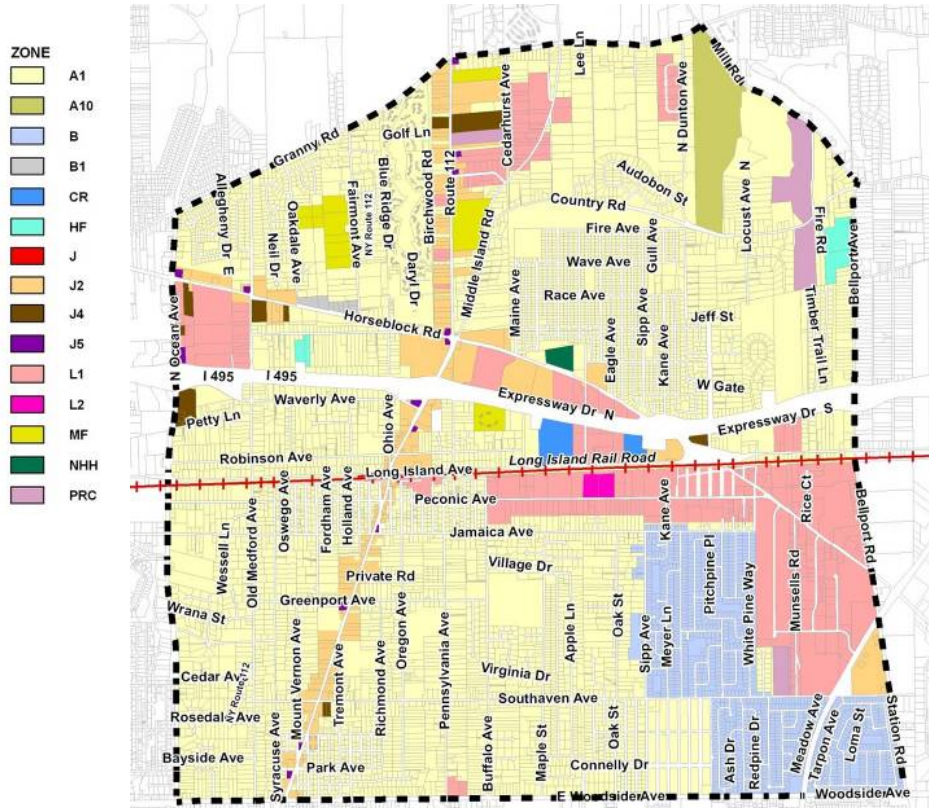 ZONE
A1
A10
B
B1
CR
HF
J
J2
J4
J5
L1
L2
MF
NHH
PRC
Mill Rd
Lee Ln
N Dunton Ave
Cedarhurst Ave
Golf Ln
Granny Rd
Route 112
Birchwood Rd
Blue Ridge Dr
NY Route 112
Fairmont Ave
Oakdale Ave
Neil Dr
Allegheny Dr E
Audobon St
Country Rd
Locust Ave N
Fire Rd
Bellport Ave
Fire Ave
Gull Ave
Wave Ave
Race Ave
Middle Island Rd
Daryl Dr
Maine Ave
Sipp Ave
Jeff St
Timber Trail Ln
Eagle Ave
Kane Ave
Horseblock Rd
N Ocean Ave
I 495
I 495
W Gate
Waverly Ave
Petty Ln
Ohio Ave
Expressway Dr N
Expressway Dr S
Robinson Ave
Long Island Ave
Long Island Rail Road
Peconic Ave
Kane Ave
Rice Ct
Bellport Rd
Oswego Ave
Fordham Ave
Holland Ave
Old Medford Ave
Wessell Ln
Jamaica Ave
Pitchpine Pl
Village Dr
Private Rd
Greenport Ave
Wrana St
Munsells Rd
White Pine Way
Oak St
Apple Ln
Meyer Ln
Sipp Ave
Oregon Ave
Pennsylvania Ave
Virginia Dr
Cedar Ave
NY Route 112
Mount Vernon Ave
Tremont Ave
Richmond Ave
Southaven Ave
Rosedale Ave
Bayside Ave
Syracuse Ave
Park Ave
Buffalo Ave
Maple St
Oak St
Connelly Dr
Ash Dr
Redpine Dr
Meadow Ave
Tarpon Ave
Loma St
Station Rd
E Woodside Ave
Woodside Ave